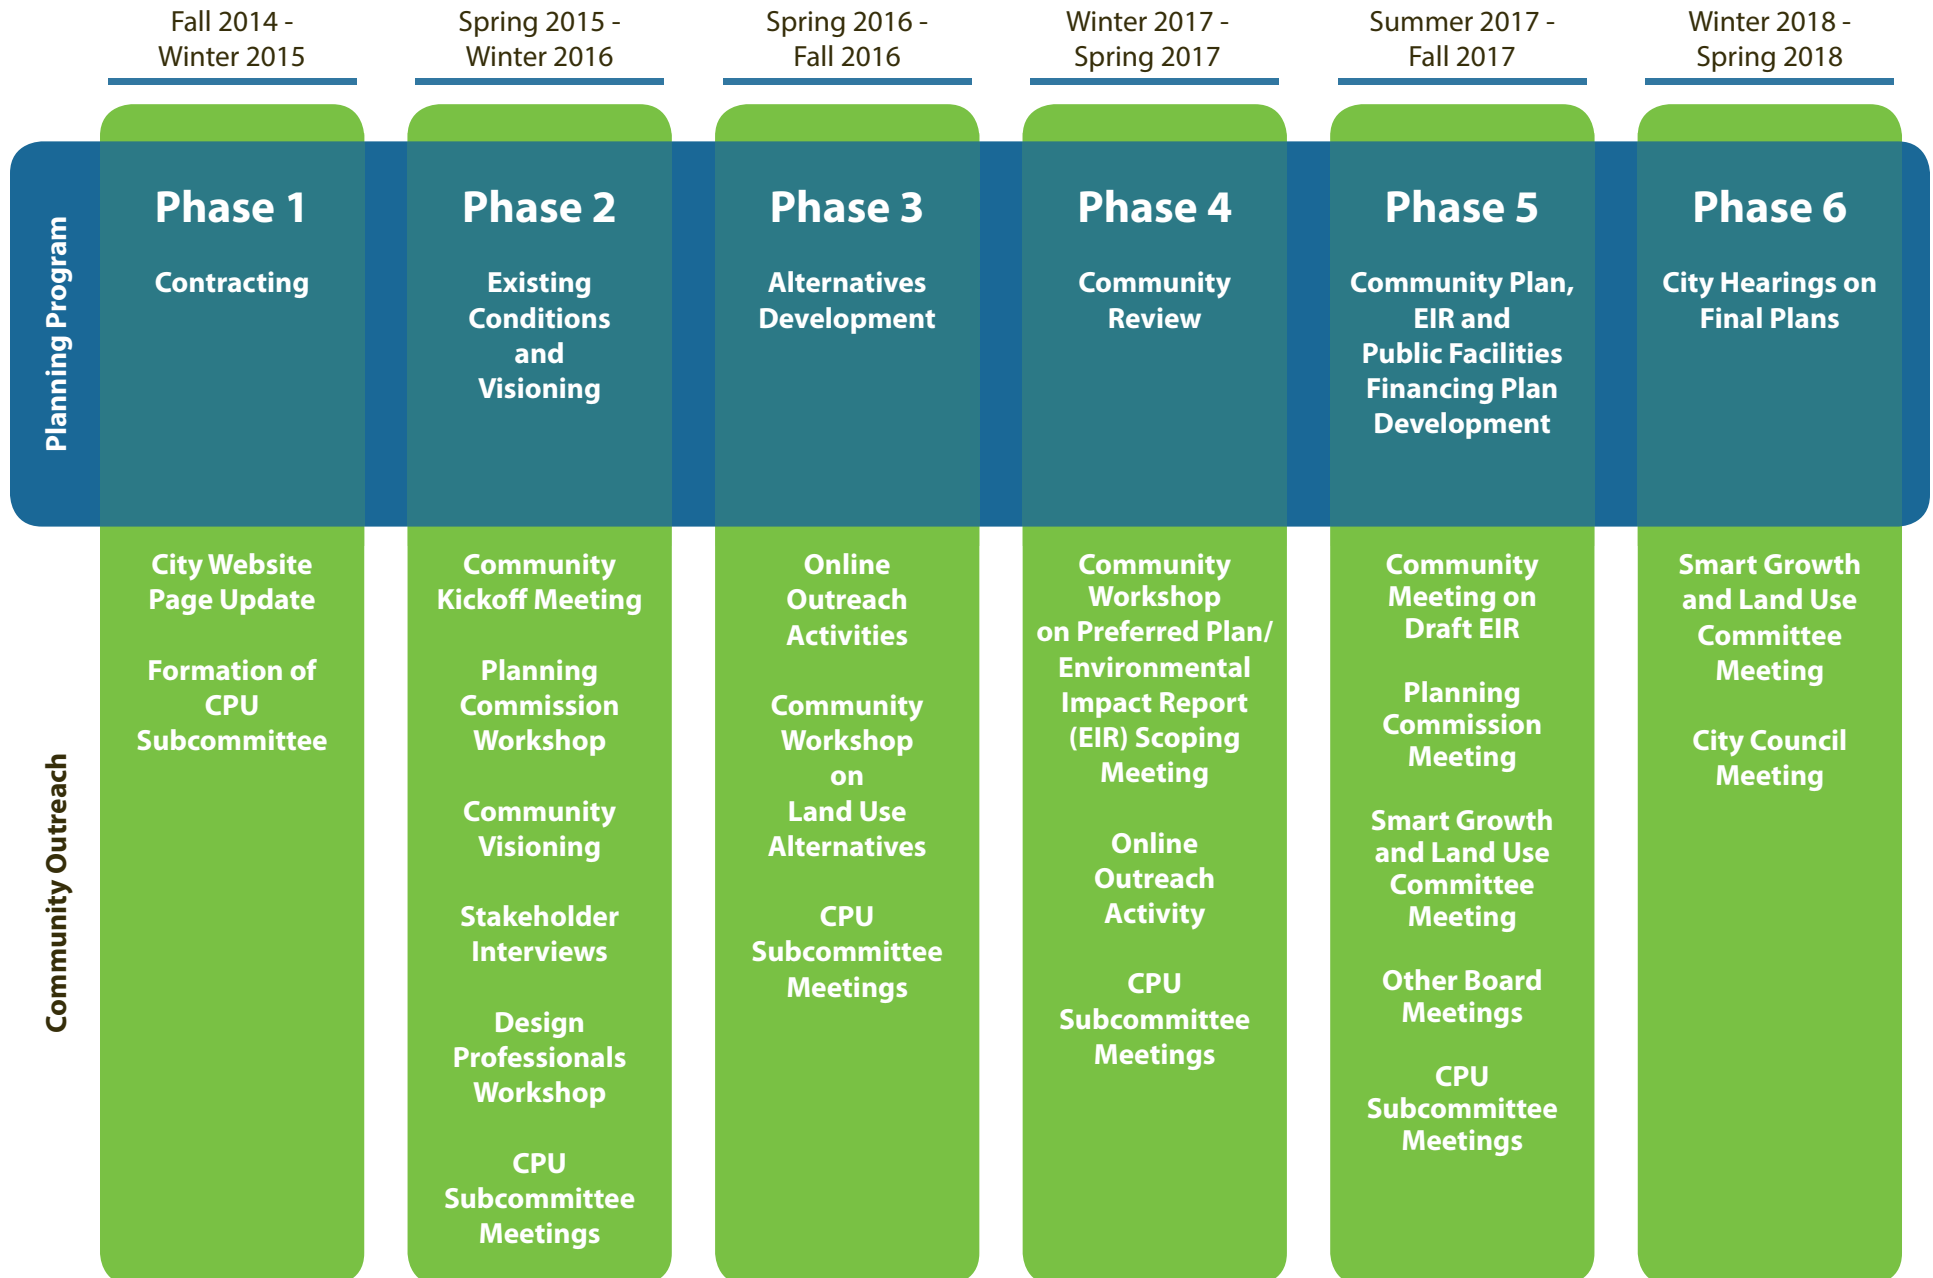 Fall 2014 -
Winter 2015
Spring 2015 -
Winter 2016
Spring 2016 -
Fall 2016
Winter 2017 -
Spring 2017
Summer 2017 -
Fall 2017
Winter 2018 -
Spring 2018
Planning Program
Phase 1
Contracting
Phase 2
Existing
Conditions
and
Visioning
Phase 3
Alternatives
Development
Phase 4
Community
Review
Phase 5
Community Plan,
EIR and
Public Facilities
Financing Plan
Development
Phase 6
City Hearings on
Final Plans
Community Outreach
City Website
Page Update
Formation of
CPU
Subcommittee
Community
Kickoff Meeting
Planning
Commission
Workshop
Community
Visioning
Stakeholder
Interviews
Design
Professionals
Workshop
CPU
Subcommittee
Meetings
Online
Outreach
Activities
Community
Workshop
on
Land Use
Alternatives
CPU
Subcommittee
Meetings
Community
Workshop
on Preferred Plan/
Environmental
Impact Report
(EIR) Scoping
Meeting
Online
Outreach
Activity
CPU
Subcommittee
Meetings
Community
Meeting on
Draft EIR
Planning
Commission
Meeting
Smart Growth
and Land Use
Committee
Meeting
Other Board
Meetings
CPU
Subcommittee
Meetings
Smart Growth
and Land Use
Committee
Meeting
City Council
Meeting